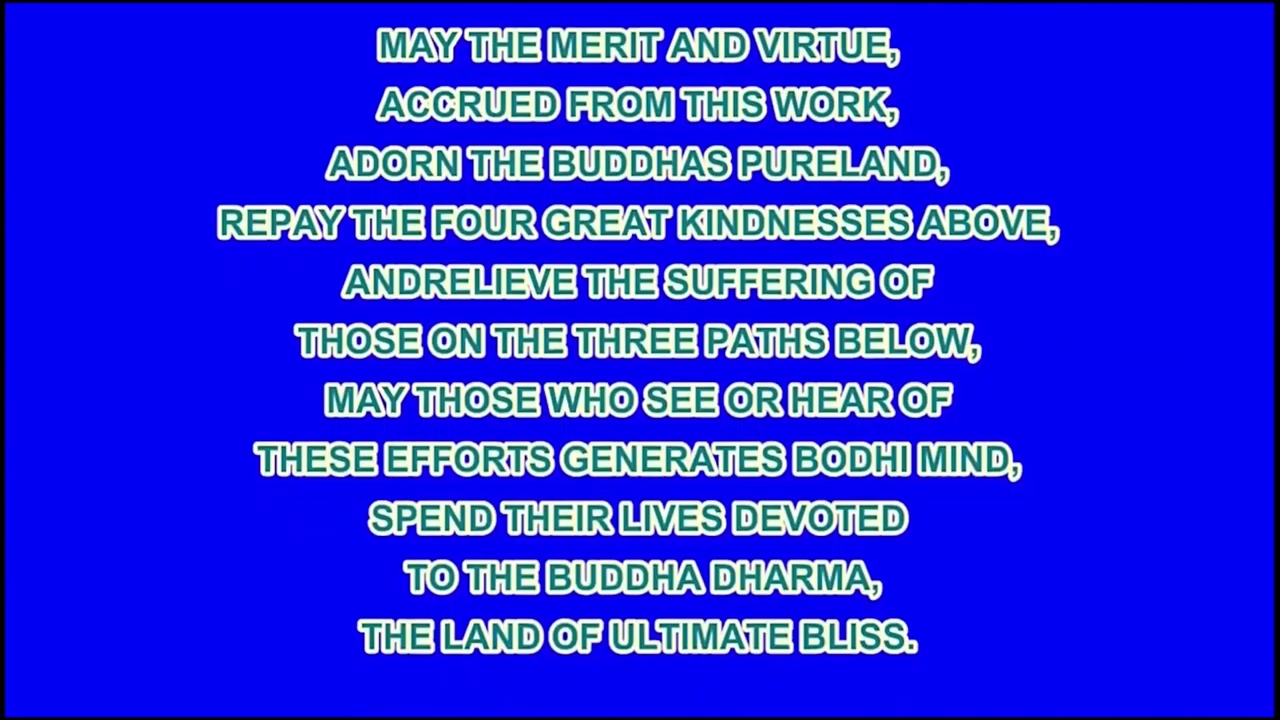 MAY THE MERIT AND VIRTUE,
ACCRUED FROM THIS WORK,
ADORN THE BUDDHAS PURELAND,
REPAY THE FOUR GREAT KINDNESSES ABOVE,
ANDRELIEVE THE SUFFERING OF
THOSE ON THE THREE PATHS BELOW,
MAY THOSE WHO SEE OR HEAR OF
THESE EFFORTS GENERATES BODHI MIND,
SPEND THEIR LIVES DEVOTED
TO THE BUDDHA DHARMA,
THE LAND OF ULTIMATE BLISS.